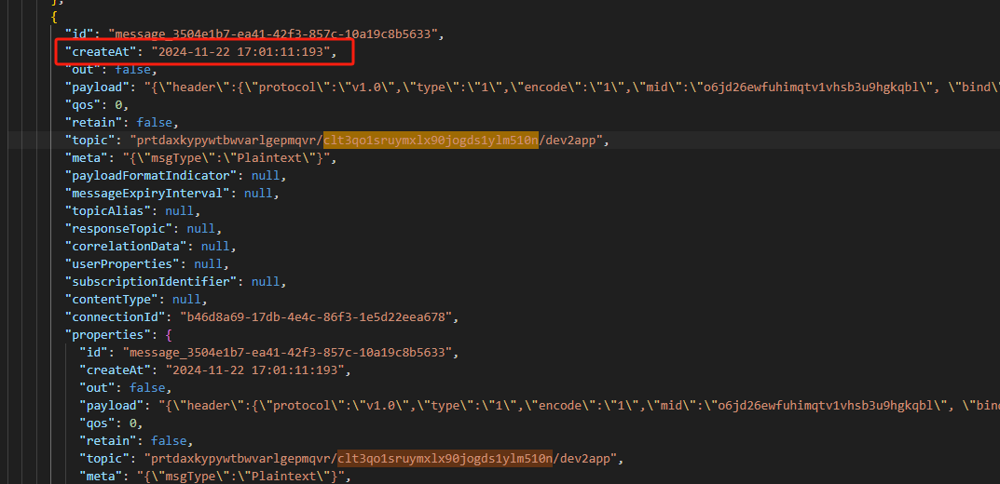 },
{
"id": "message_3504e1b7-ea41-42f3-857c-10a19c8b5633",
"createAt": "2024-11-22 17:01:11:193",
"out": false,
"payload": "{\"header\":{\"protocol\":\"v1.0\",\"type\":\"1\",\"encode\":\"1\",\"mid\":\"o6jd26ewfuhimqtv1vhsb3u9hgkqbl\", \"bind\"
"qos": 0,
"retain": false,
"topic": "prtdaxkypywtbwvarlgepmqvr/clt3qo1sruymxlx90jogds1ylm510n/dev2app",
"meta": "{\"msgType\":\"Plaintext\"}",
"payloadFormatIndicator": null,
"messageExpiryInterval": null,
"topicAlias": null,
"responseTopic": null,
"correlationData": null,
"userProperties": null,
"subscriptionIdentifier": null,
"contentType": null,
"connectionId": "b46d8a69-17db-4e4c-86f3-1e5d22eea678",
"properties": {
"id": "message_3504e1b7-ea41-42f3-857c-10a19c8b5633",
"createAt": "2024-11-22 17:01:11:193",
"out": false,
"payload": "{\"header\":{\"protocol\":\"v1.0\",\"type\":\"1\",\"encode\":\"1\",\"mid\":\"o6jd26ewfuhimqtv1vhsb3u9hgkqbl\", \"bin
"qos": 0,
"retain": false,
"topic": "prtdaxkypywtbwvarlgepmqvr/clt3qo1sruymxlx90jogds1ylm510n/dev2app",
"meta": "{\"msgType\":\"Plaintext\"}",